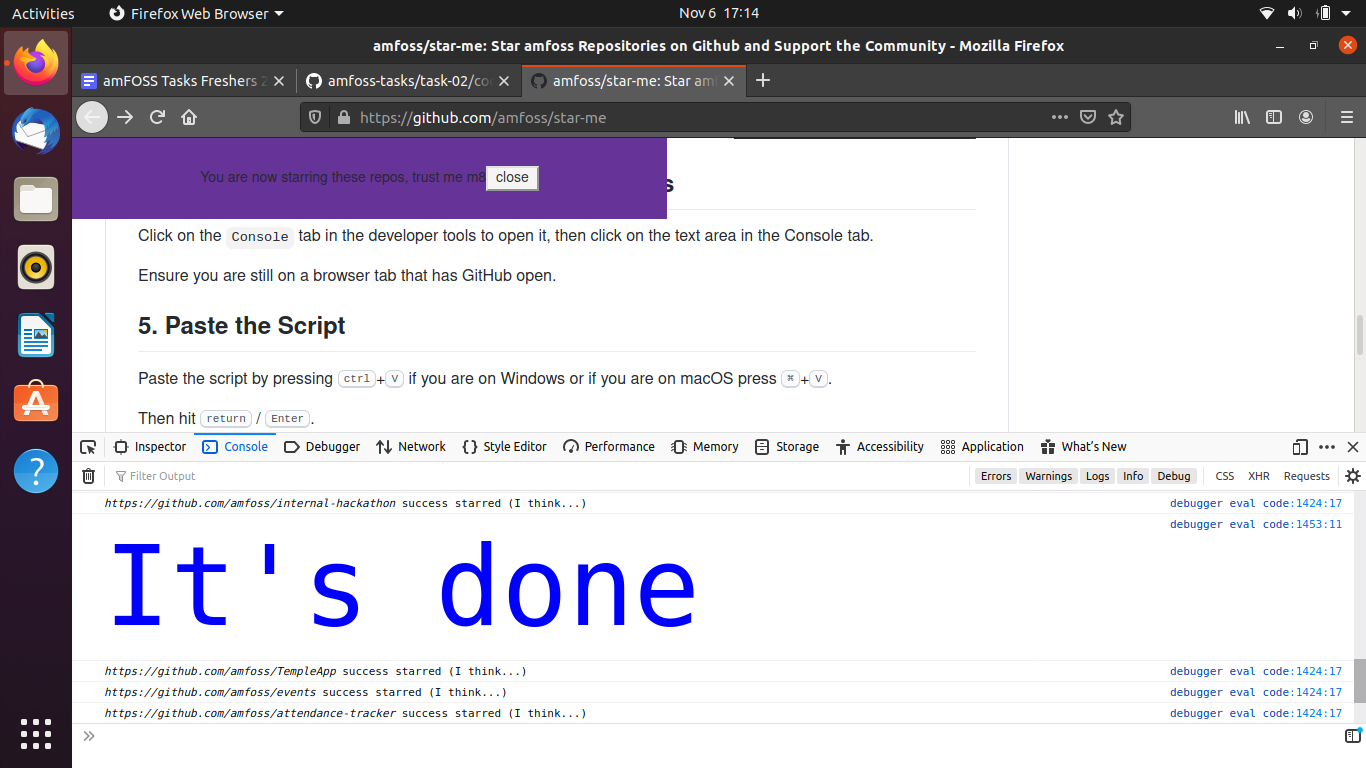 Activities Firefox Web Browser Nov 6 17:14
amfoss/star-me: Star amfoss Repositories on Github and Support the Community - Mozilla Firefox
amFOSS Tasks Freshers amfoss-tasks/task-02/co amfoss/star-me: Star am
https://github.com/amfoss/star-me
You are now starring these repos, trust me m8 close
s
Click on the Console tab in the developer tools to open it, then click on the text area in the Console tab.
Ensure you are still on a browser tab that has GitHub open.
5. Paste the Script
Paste the script by pressing ctrl+V if you are on Windows or if you are on macOS press ⌘+V.
Then hit return / Enter.
Inspector Console Debugger Network Style Editor Performance Memory Storage Accessibility Application What's New
Filter Output Errors Warnings Logs Info Debug CSS XHR Requests
https://github.com/amfoss/internal-hackathon success starred (I think...) debugger eval code:1424:17
debugger eval code:1453:11
It's done
https://github.com/amfoss/TempleApp success starred (I think...) debugger eval code:1424:17
https://github.com/amfoss/events success starred (I think...) debugger eval code:1424:17
https://github.com/amfoss/attendance-tracker success starred (I think...) debugger eval code:1424:17